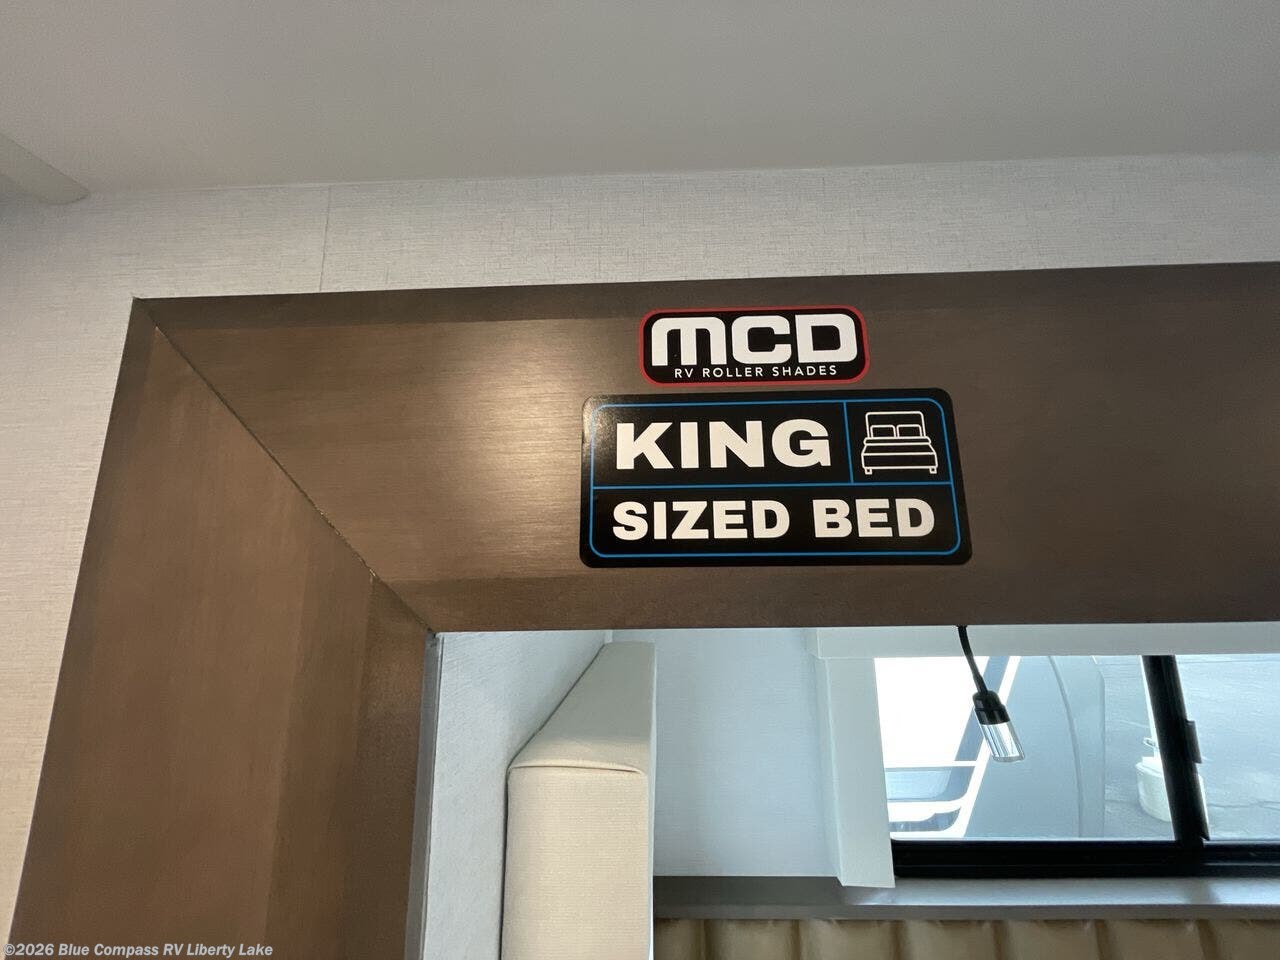 MCD
RV ROLLER SHADES
KING
SIZED BED
©2026 Blue Compass RV Liberty Lake